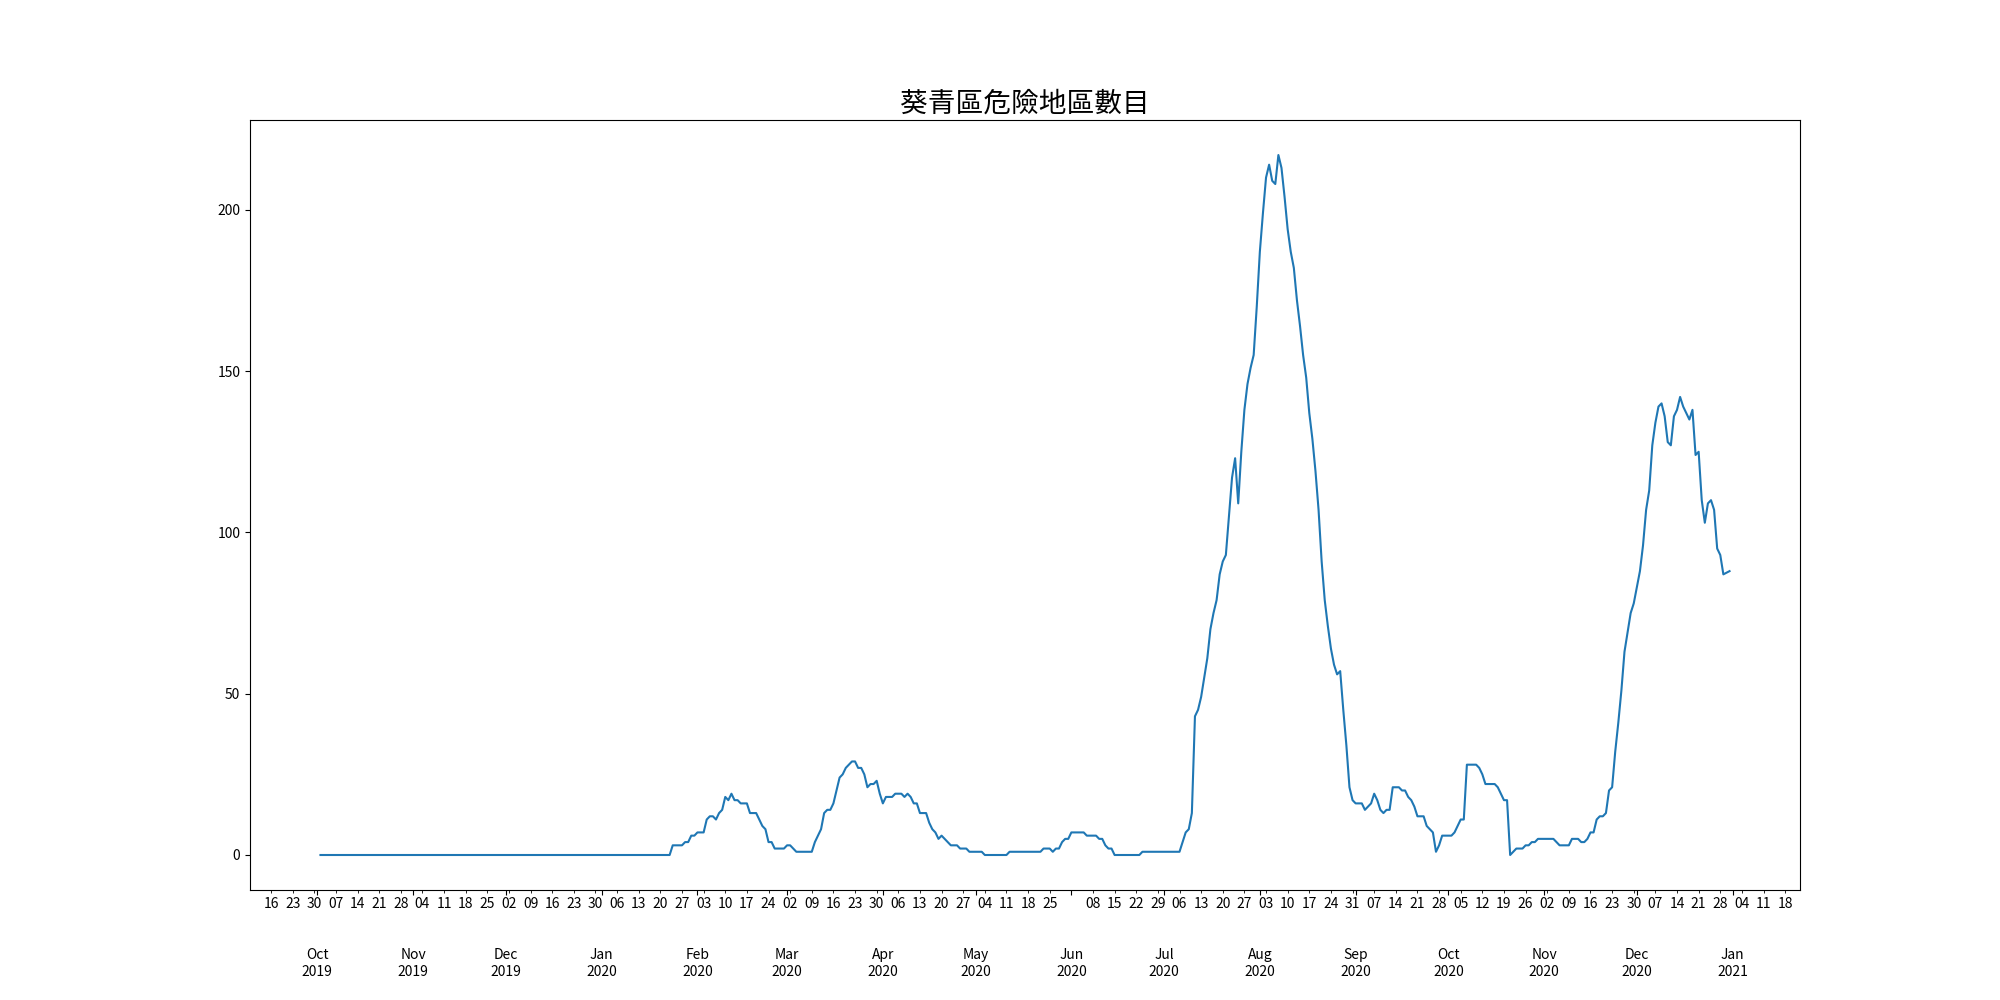 葵青區危險地區數目
200
150
100
50
0
16 23 30 07 14 21 28 04 11 18 25 02 09 16 23 30 06 13 20 27 03 10 17 24 02 09 16 23 30 06 13 20 27 04 11 18 25 08 15 22 29 06 13 20 27 03 10 17 24 31 07 14 21 28 05 12 19 26 02 09 16 23 30 07 14 21 28 04 11 18
Oct Nov Dec Jan Feb Mar Apr May Jun Jul Aug Sep Oct Nov Dec Jan
2019 2019 2019 2020 2020 2020 2020 2020 2020 2020 2020 2020 2020 2020 2020 2021